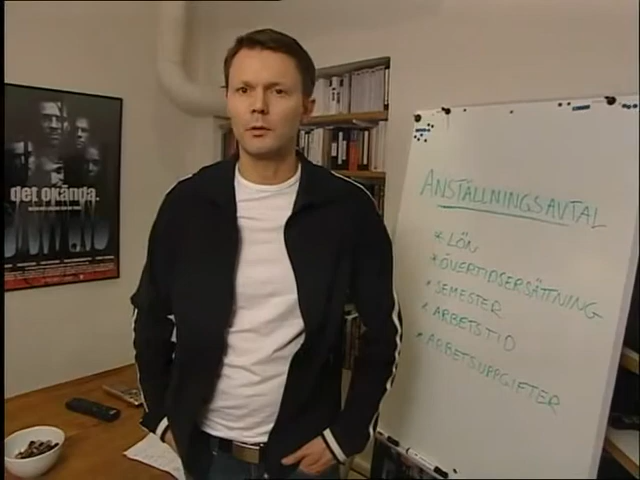 det okända.
ANSTÄLLNINGSAVTAL
* LÖN
* ÖVERTIDSERSÄTTNING
* SEMESTER
* ARBETSTID
* ARBETSUPPGIFTER